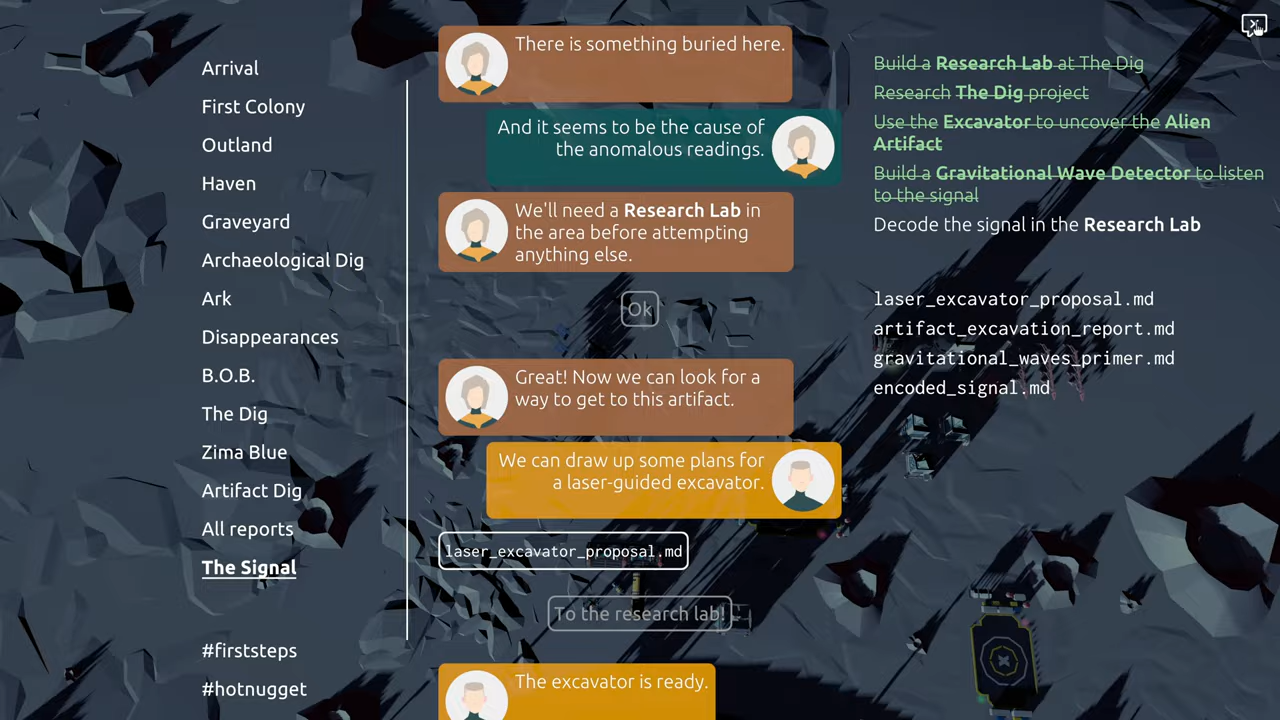 Arrival
First Colony
Outland
Haven
Graveyard
Archaeological Dig
Ark
Disappearances
B.O.B.
The Dig
Zima Blue
Artifact Dig
All reports
The Signal
#firststeps
#hotnugget
There is something buried here.
And it seems to be the cause of
the anomalous readings.
We'll need a Research Lab in
the area before attempting
anything else.
Ok
Great! Now we can look for a
way to get to this artifact.
We can draw up some plans for
a laser-guided excavator.
laser_excavator_proposal.md
To the research lab!
The excavator is ready.
Build a Research Lab at The Dig
Research The Dig project
Use the Excavator to uncover the Alien
Artifact
Build a Gravitational Wave Detector to listen
to the signal
Decode the signal in the Research Lab
laser_excavator_proposal.md
artifact_excavation_report.md
gravitational_waves_primer.md
encoded_signal.md